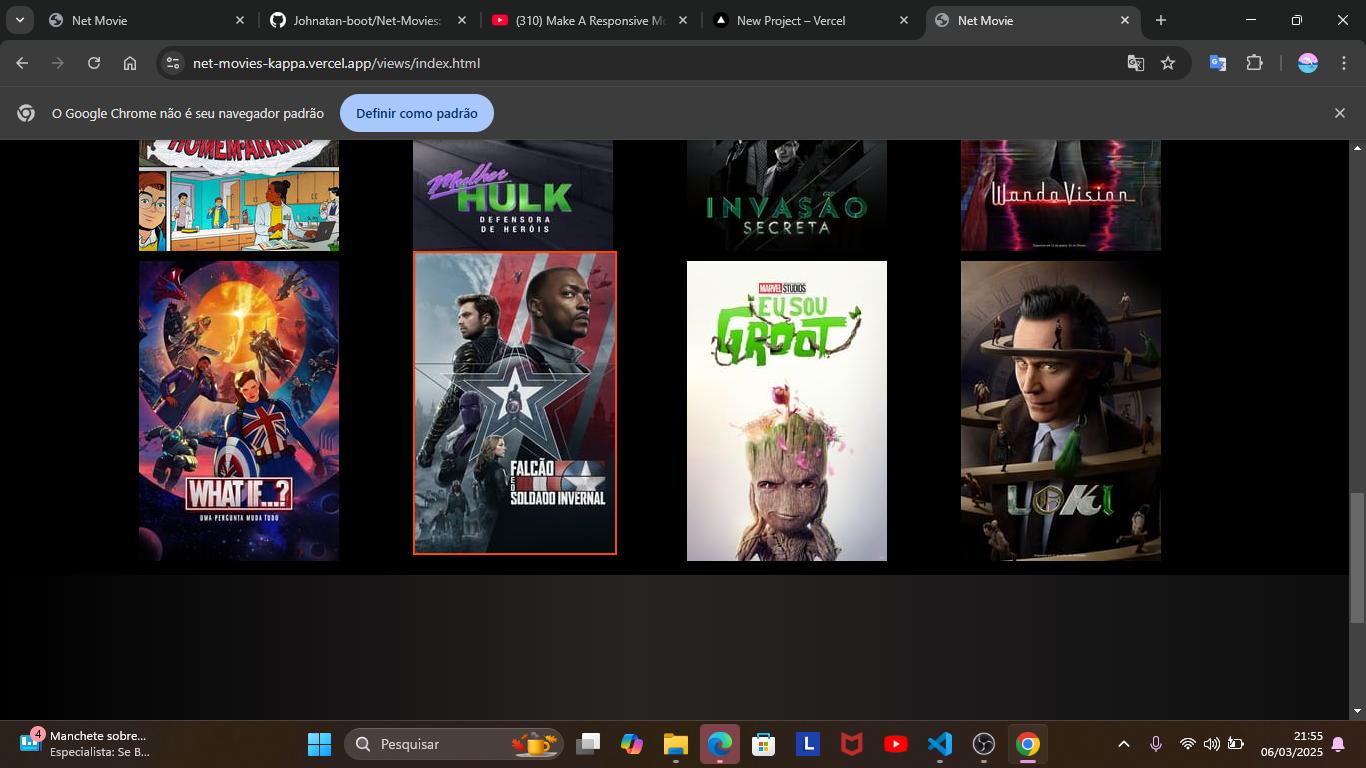 Net Movie
Johnatan-boot/Net-Movies:
(310) Make A Responsive Mo
New Project – Vercel
Net Movie
net-movies-kappa.vercel.app/views/index.html
O Google Chrome não é seu navegador padrão
Definir como padrão
HOMEM-ARANHA
Mulher
HULK
DEFENSORA
DE HERÓIS
INVASÃO
SECRETA
WandaVision
WHAT IF...?
UMA PERGUNTA MUDA TUDO
FALCÃO
E O
SOLDADO INVERNAL
MARVEL STUDIOS
EU SOU
GROOT
LOKI
4
Manchete sobre...
Especialista: Se B...
Pesquisar
L
21:55
06/03/2025